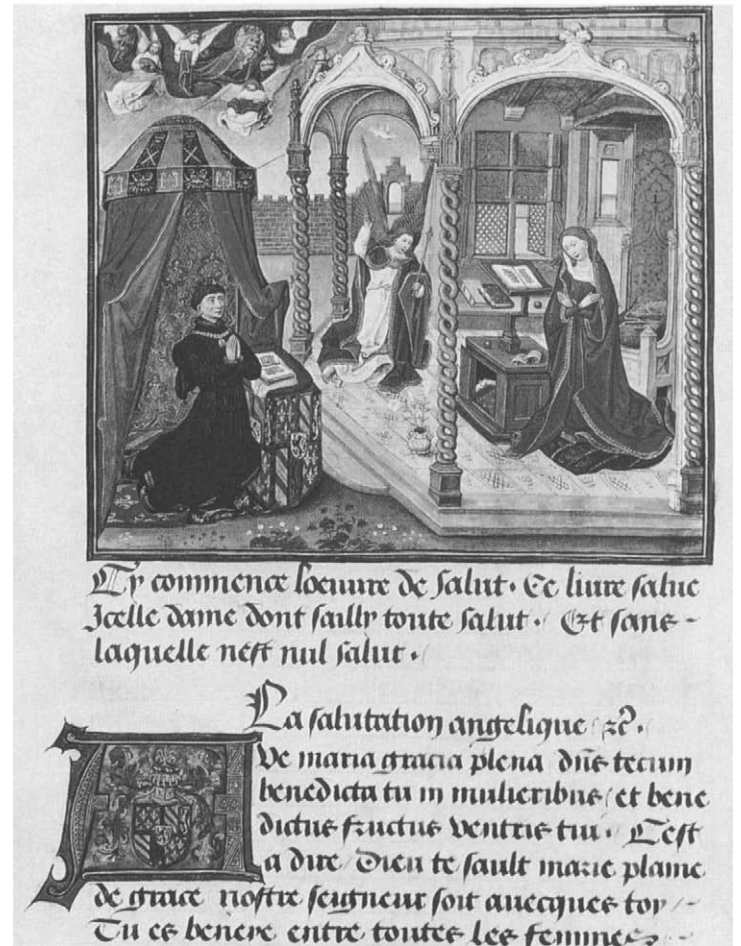 Cy commence loeuure de salut. Ce liure salue
Icelle dame dont sailly toute salut. Et sans
laquelle nest nul salut.
La salutation angelique
Ave maria gracia plena dns tecum
benedicta tu in mulieribus et bene
dictus fructus ventris tui. Cest
a dire Dieu te sault marie plaine
de grace nostre seigneur soit auecques toy
Tu es beneye entre toutes les femmes